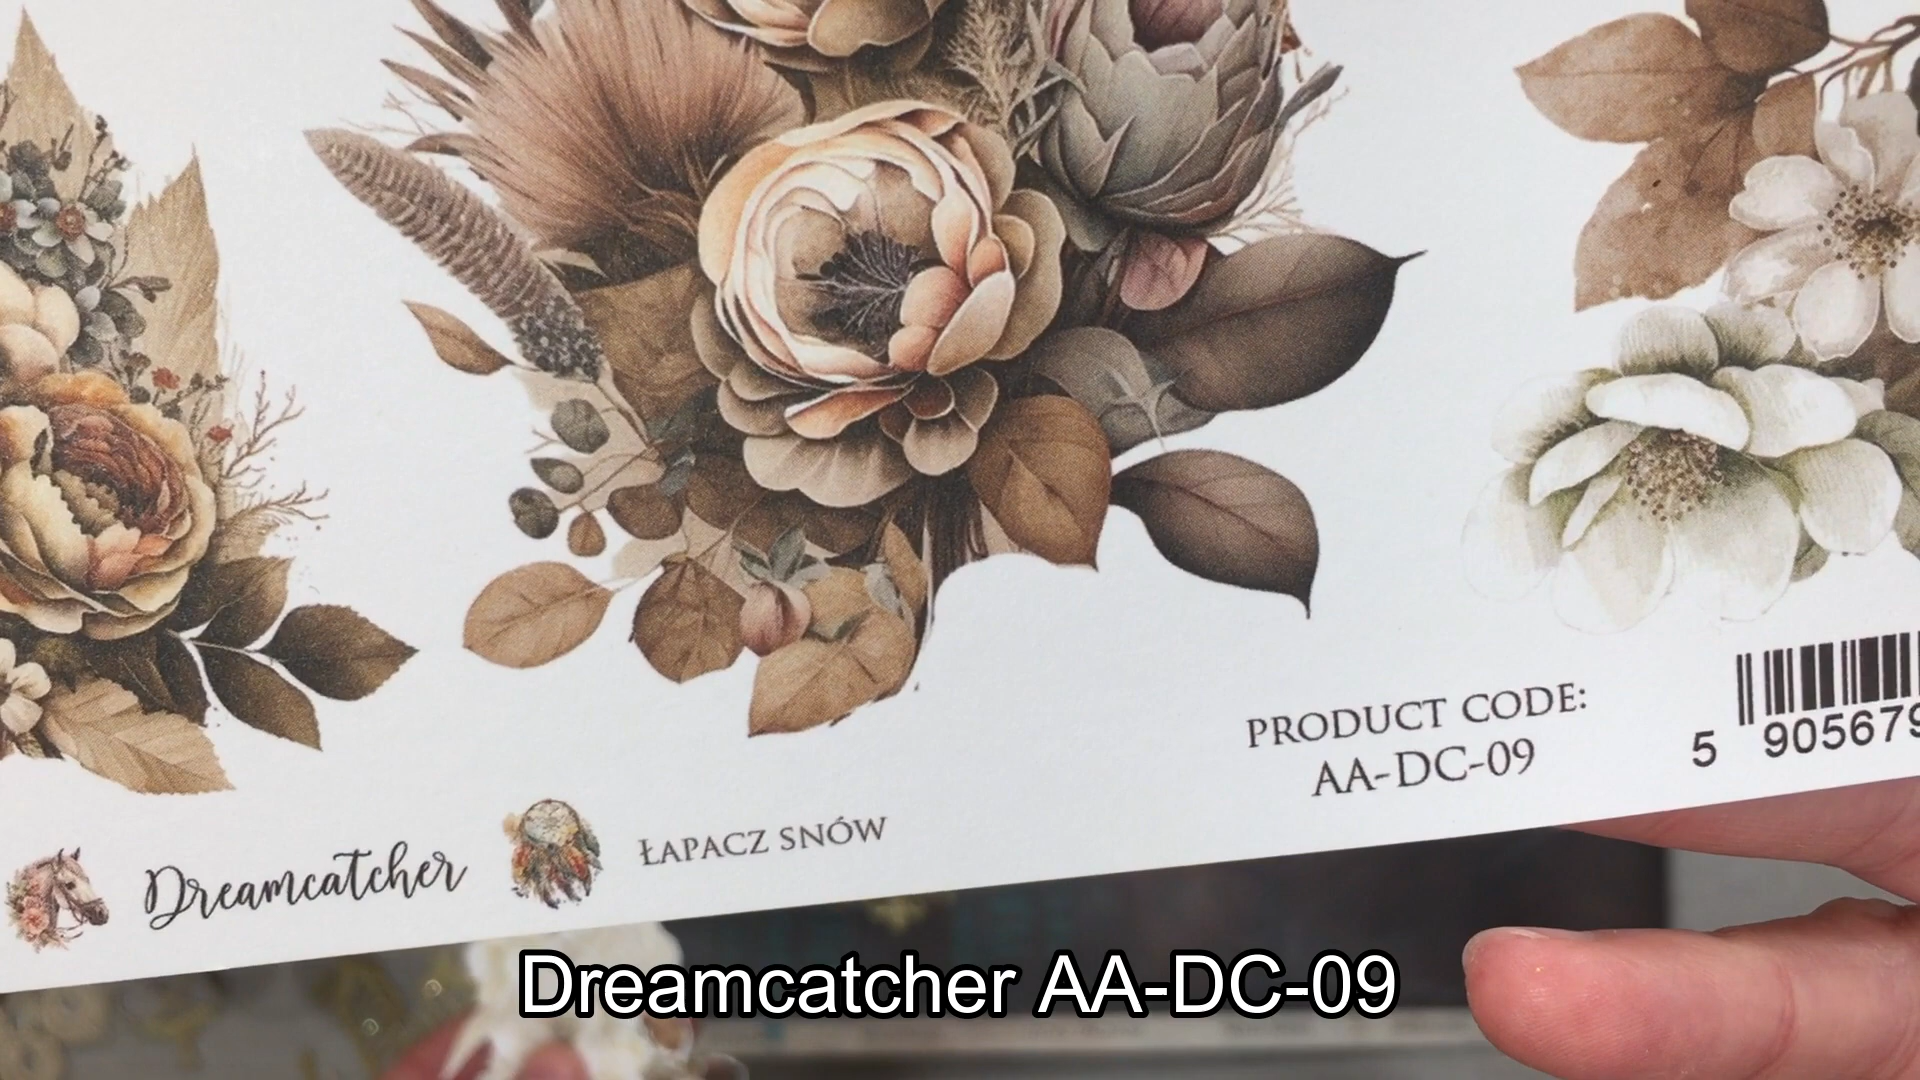 PRODUCT CODE:
AA-DC-09
5 905679
Dreamcatcher
ŁAPACZ SNÓW
Dreamcatcher AA-DC-09